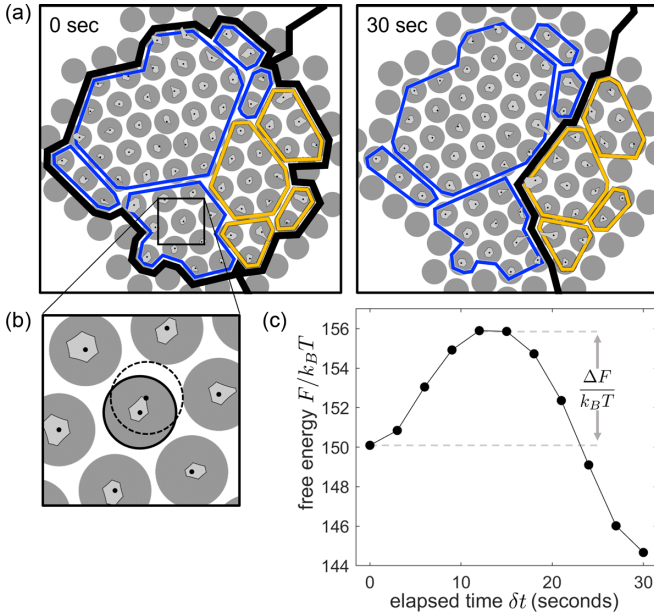 (a)
0 sec
30 sec
(b)
(c)
free energy F/k_BT
156
154
152
150
148
146
144
ΔF
k_BT
0
10
20
30
elapsed time δt (seconds)